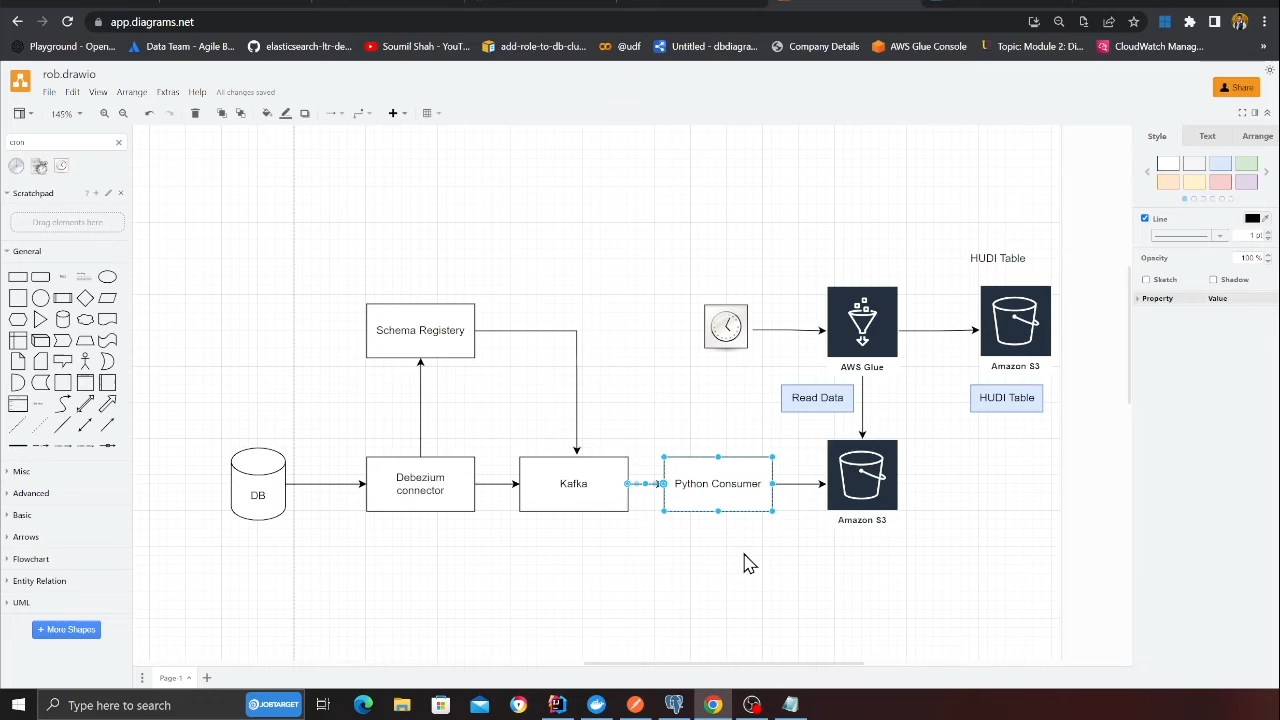 app.diagrams.net
Playground - Open...
Data Team - Agile B...
elasticsearch-ltr-de...
Soumil Shah - YouT...
add-role-to-db-clu...
@udf
Untitled - dbdiagra...
Company Details
AWS Glue Console
Topic: Module 2: Di...
CloudWatch Manag...
»
rob.drawio
File Edit View Arrange Extras Help All changes saved
Share
145%
cron
Style Text Arrange
Scratchpad
Drag elements here
General
Line
1 pt
Opacity
100 %
Sketch
Shadow
Property Value
HUDI Table
Schema Registery
AWS Glue
Amazon S3
Read Data
HUDI Table
DB
Debezium
connector
Kafka
Python Consumer
Amazon S3
Misc
Advanced
Basic
Arrows
Flowchart
Entity Relation
UML
+ More Shapes
Page-1
Type here to search
JOBTARGET